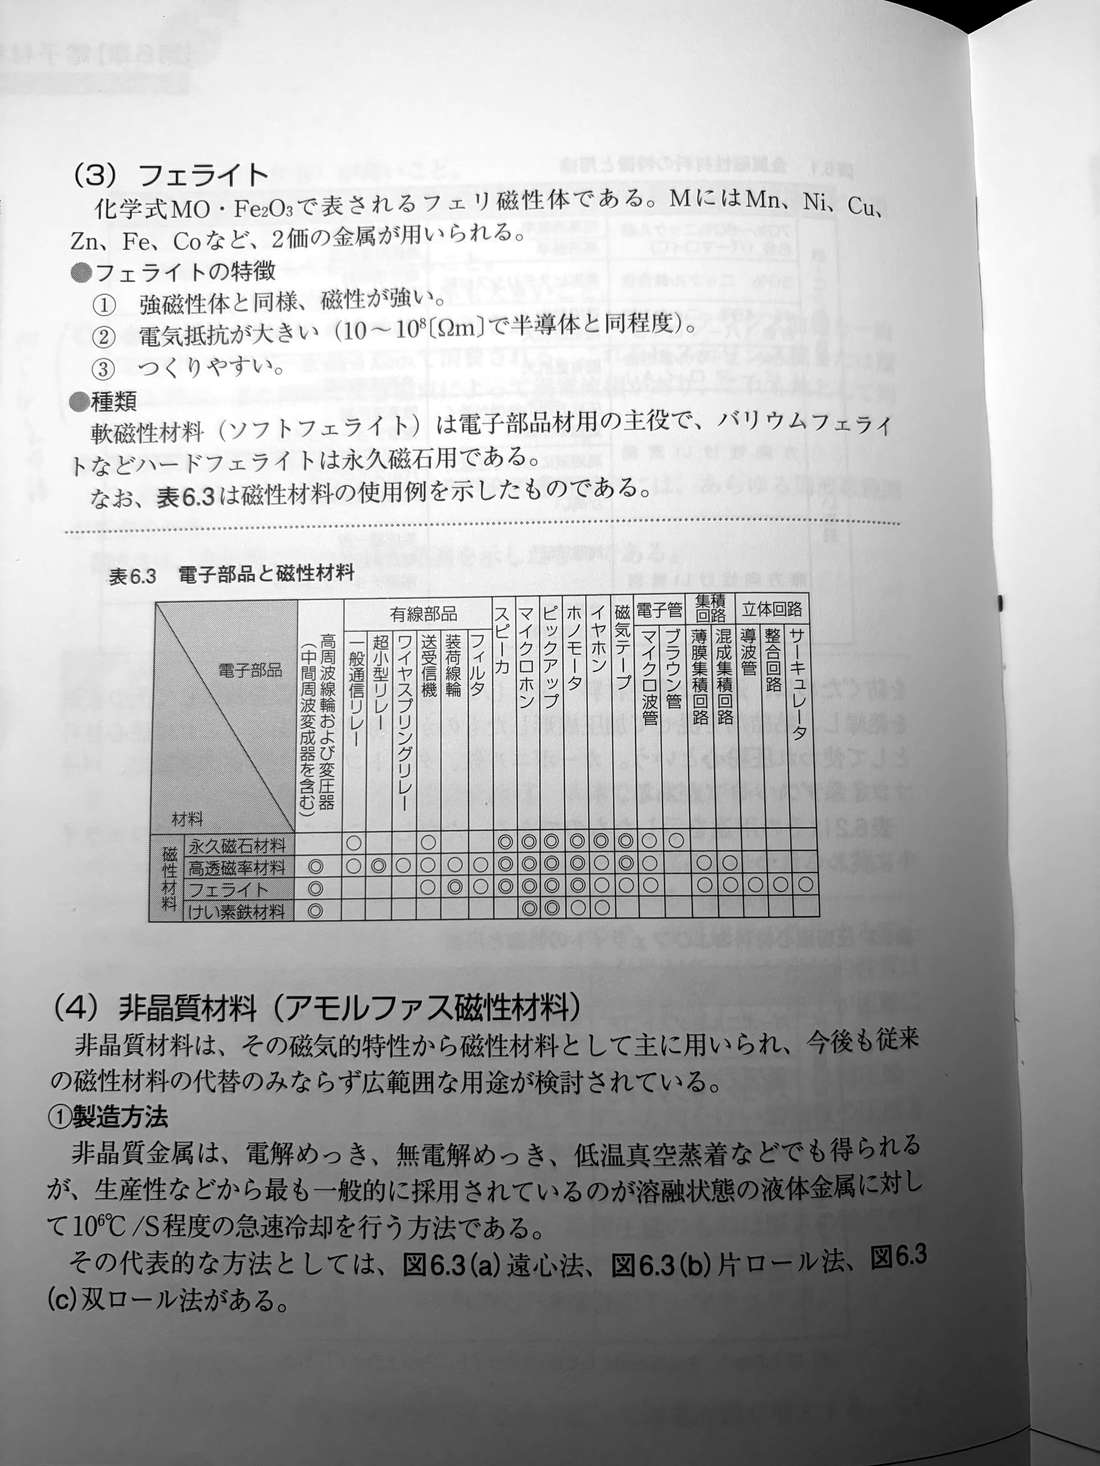 （3）フェライト
化学式MO・Fe₂O₃で表されるフェリ磁性体である。MにはMn、Ni、Cu、
Zn、Fe、Coなど、2価の金属が用いられる。
●フェライトの特徴
① 強磁性体と同様、磁性が強い。
② 電気抵抗が大きい（10～10⁸〔Ωm〕で半導体と同程度）。
③ つくりやすい。
●種類
軟磁性材料（ソフトフェライト）は電子部品材用の主役で、バリウムフェライ
トなどハードフェライトは永久磁石用である。
なお、表6.3は磁性材料の使用例を示したものである。
表6.3 電子部品と磁性材料
電子部品
材料
高周波線輪および変圧器
（中間周波変成器を含む）
有線部品
一般通信リレー
超小型リレー
ワイヤスプリングリレー
送受信機
装荷線輪
フィルタ
スピーカ
マイクロホン
ピックアップ
ホノモータ
イヤホン
磁気テープ
電子管
マイクロ波管
ブラウン管
集積
回路
薄膜集積回路
混成集積回路
立体回路
導波管
整合回路
サーキュレータ
磁性材料
永久磁石材料 ○ ○ ◎ ◎ ◎ ◎ ◎ ◎ ○ ○
高透磁率材料 ◎ ○ ◎ ○ ○ ○ ○ ◎ ◎ ◎ ◎ ○ ◎ ○ ○ ○
フェライト ◎ ○ ◎ ○ ◎ ◎ ◎ ◎ ○ ○ ○ ○ ○ ○ ○ ○
けい素鉄材料 ◎ ◎ ◎ ○ ○
（4）非晶質材料（アモルファス磁性材料）
非晶質材料は、その磁気的特性から磁性材料として主に用いられ、今後も従来
の磁性材料の代替のみならず広範囲な用途が検討されている。
①製造方法
非晶質金属は、電解めっき、無電解めっき、低温真空蒸着などでも得られる
が、生産性などから最も一般的に採用されているのが溶融状態の液体金属に対し
て10⁶℃/S程度の急速冷却を行う方法である。
その代表的な方法としては、図6.3(a)遠心法、図6.3(b)片ロール法、図6.3
(c)双ロール法がある。